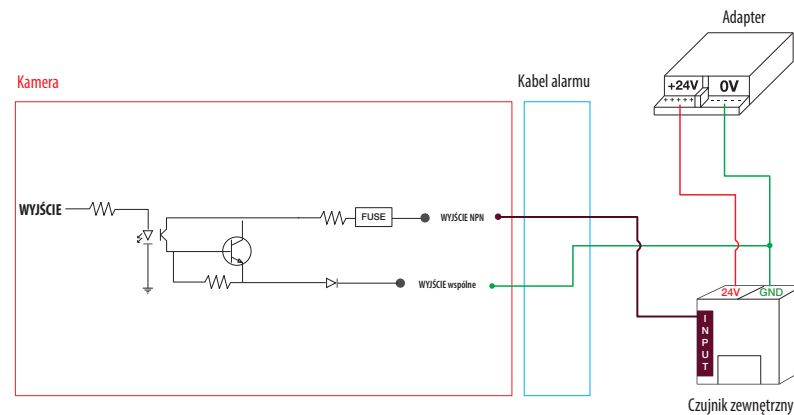 Adapter
+24V 0V
+ + + + + - - - - -
Kamera
Kabel alarmu
WYJŚCIE
FUSE
WYJŚCIE NPN
WYJŚCIE wspólne
24V GND
INPUT
Czujnik zewnętrzny